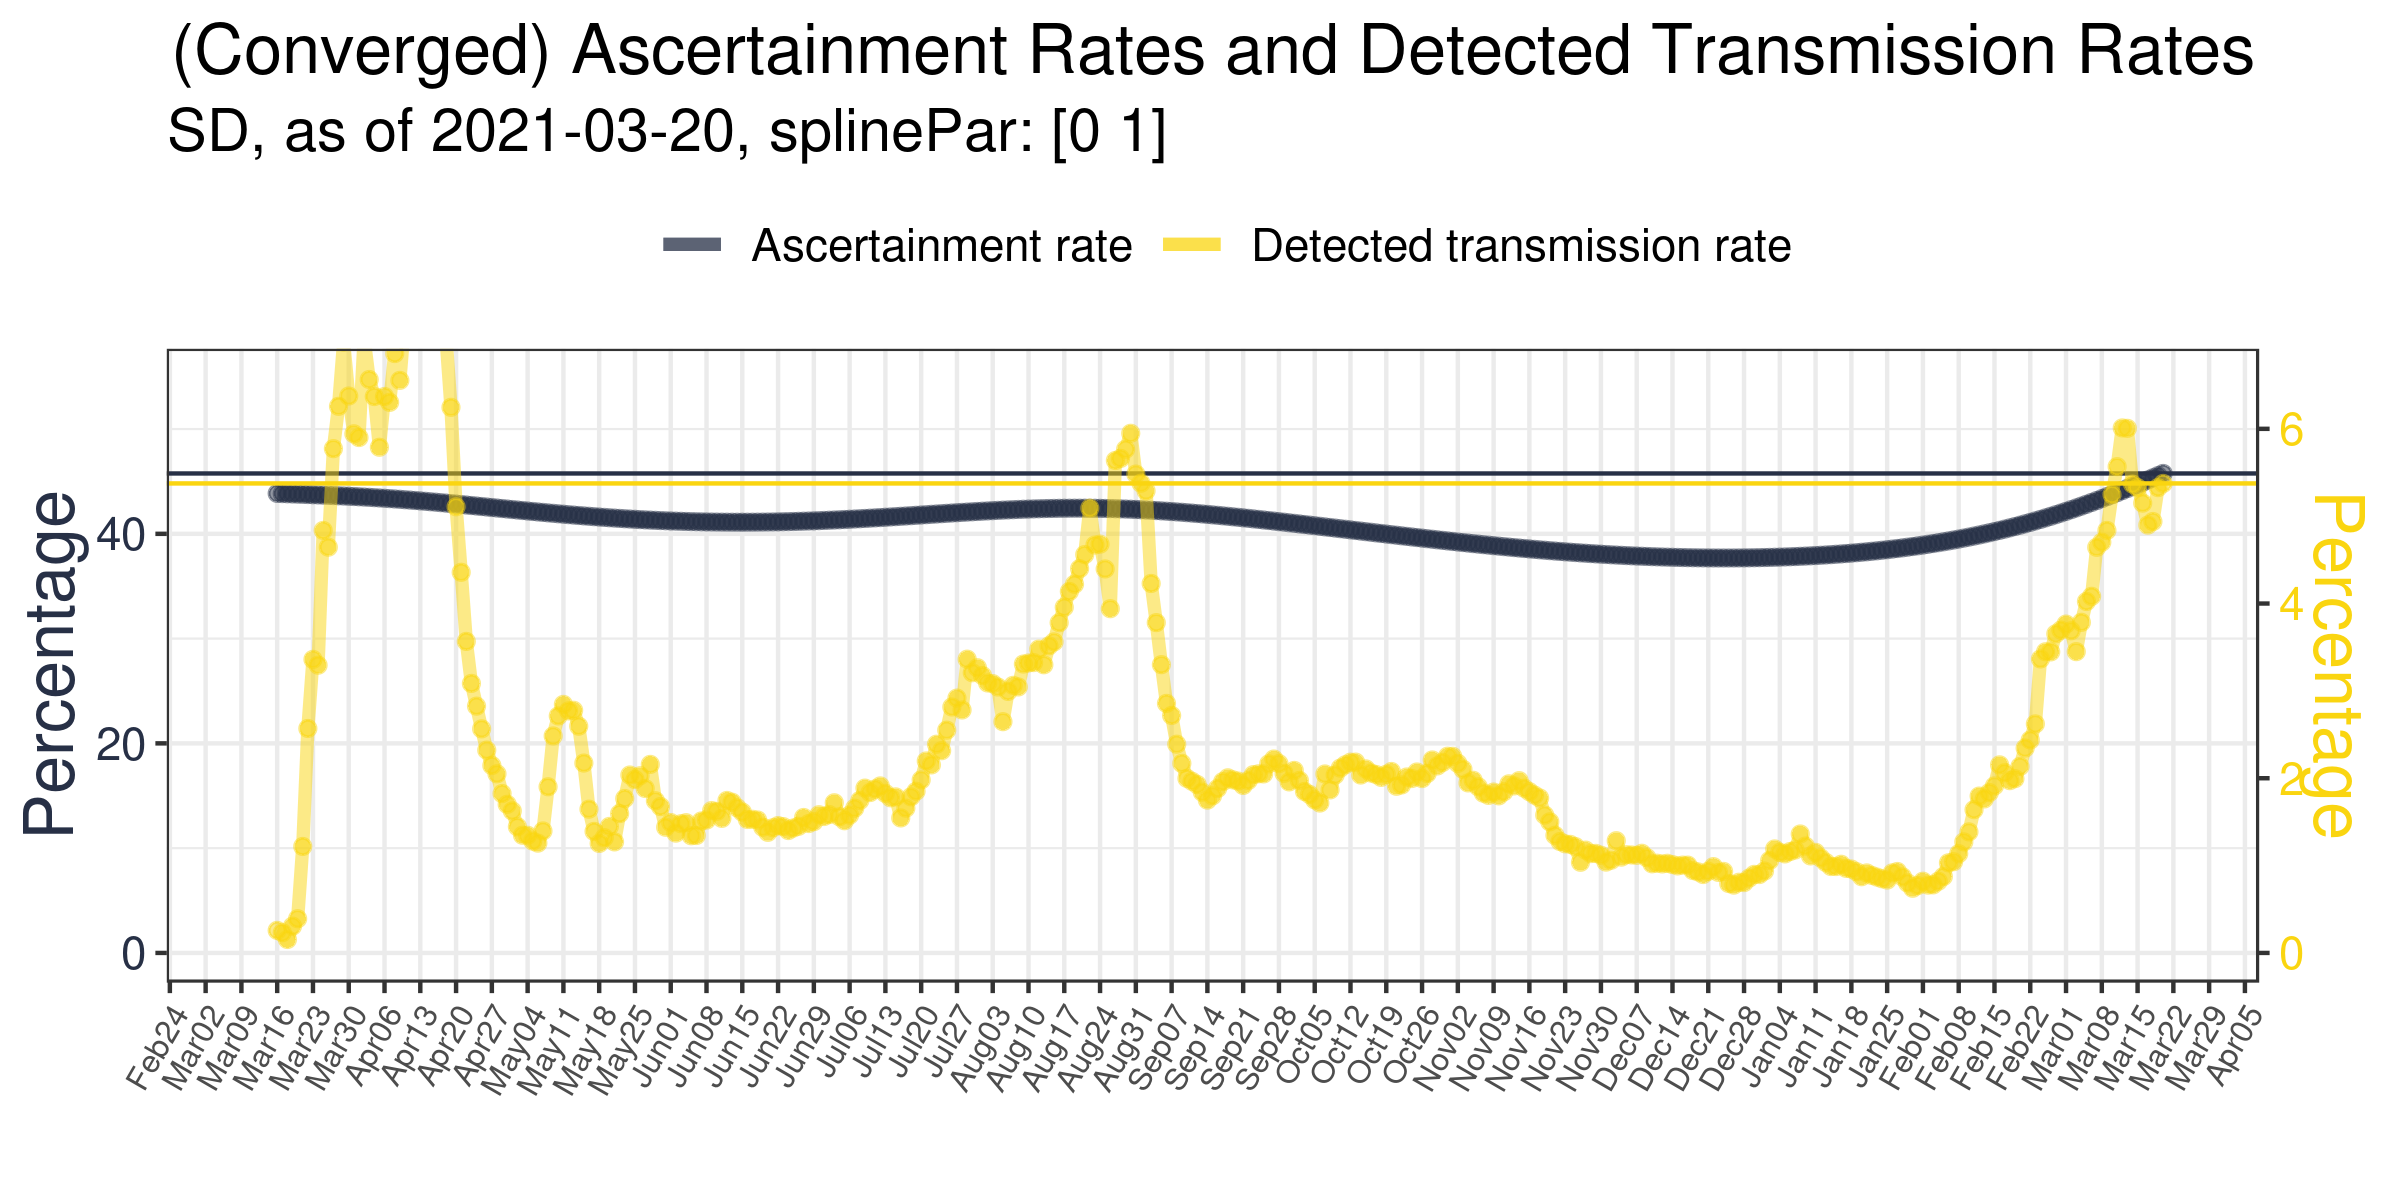 (Converged) Ascertainment Rates and Detected Transmission Rates
SD, as of 2021-03-20, splinePar: [0 1]
Ascertainment rate
Detected transmission rate
Percentage
40
20
0
6
4
2
0
Percentage
Feb24
Mar02
Mar09
Mar16
Mar23
Mar30
Apr06
Apr13
Apr20
Apr27
May04
May11
May18
May25
Jun01
Jun08
Jun15
Jun22
Jun29
Jul06
Jul13
Jul20
Jul27
Aug03
Aug10
Aug17
Aug24
Aug31
Sep07
Sep14
Sep21
Sep28
Oct05
Oct12
Oct19
Oct26
Nov02
Nov09
Nov16
Nov23
Nov30
Dec07
Dec14
Dec21
Dec28
Jan04
Jan11
Jan18
Jan25
Feb01
Feb08
Feb15
Feb22
Mar01
Mar08
Mar15
Mar22
Mar29
Apr05